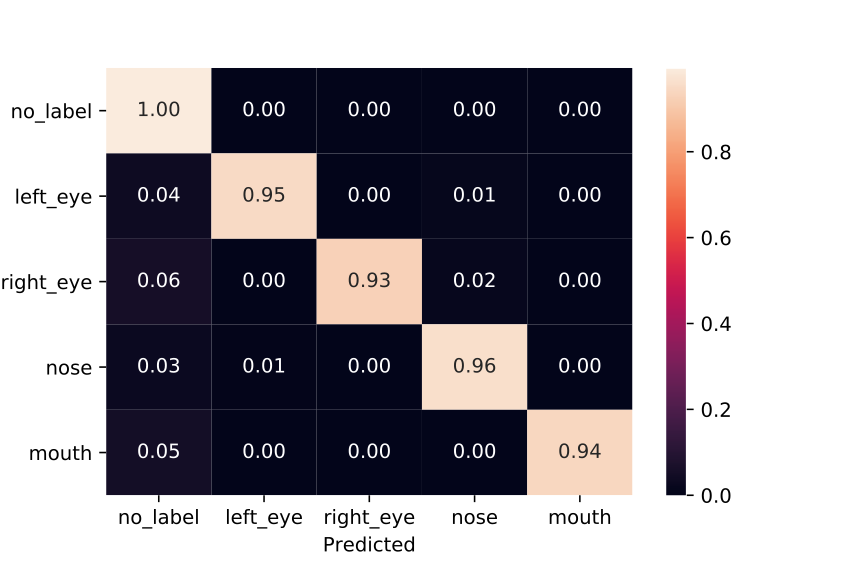 no_label 1.00 0.00 0.00 0.00 0.00
left_eye 0.04 0.95 0.00 0.01 0.00
right_eye 0.06 0.00 0.93 0.02 0.00
nose 0.03 0.01 0.00 0.96 0.00
mouth 0.05 0.00 0.00 0.00 0.94
no_label left_eye right_eye nose mouth
Predicted
0.8
0.6
0.4
0.2
0.0